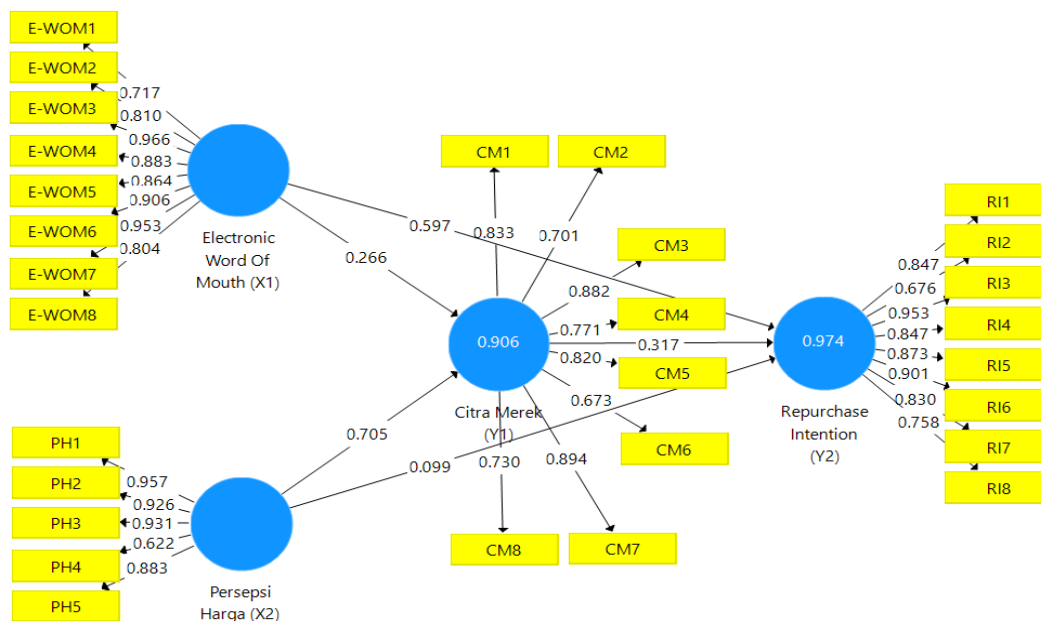 E-WOM1
E-WOM2
E-WOM3
E-WOM4
E-WOM5
E-WOM6
E-WOM7
E-WOM8
0.717
0.810
0.966
0.883
0.864
0.906
0.953
0.804
Electronic
Word Of
Mouth (X1)
0.597
0.266
CM1
CM2
CM3
CM4
CM5
CM6
CM7
CM8
0.833
0.701
0.882
0.771
0.317
0.820
0.673
0.894
0.730
0.906
Citra Merek
(Y1)
0.705
0.099
PH1
PH2
PH3
PH4
PH5
0.957
0.926
0.931
0.622
0.883
Persepsi
Harga (X2)
0.974
Repurchase
Intention
(Y2)
0.847
0.676
0.953
0.847
0.873
0.901
0.830
0.758
RI1
RI2
RI3
RI4
RI5
RI6
RI7
RI8